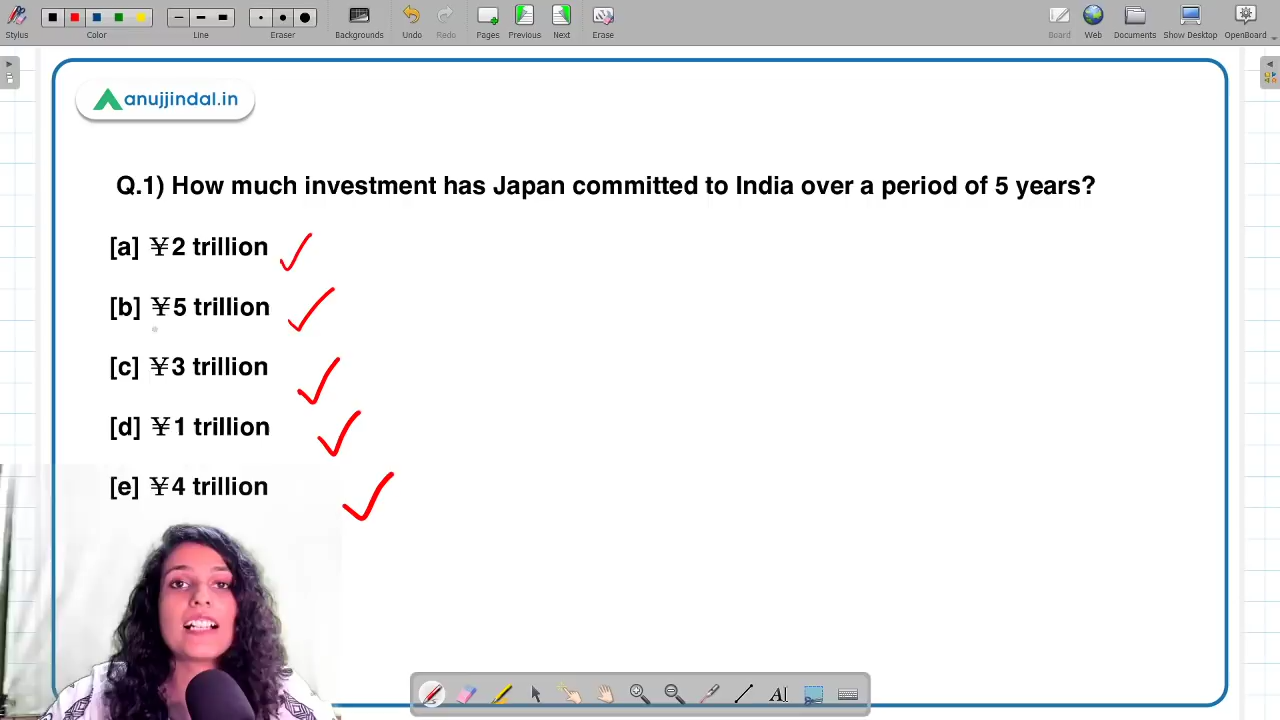 Stylus Color Line Eraser Backgrounds Undo Redo Pages Previous Next Erase Board Web Documents Show Desktop OpenBoard
anujjindal.in
Q.1) How much investment has Japan committed to India over a period of 5 years?
[a] ¥2 trillion
[b] ¥5 trillion
[c] ¥3 trillion
[d] ¥1 trillion
[e] ¥4 trillion